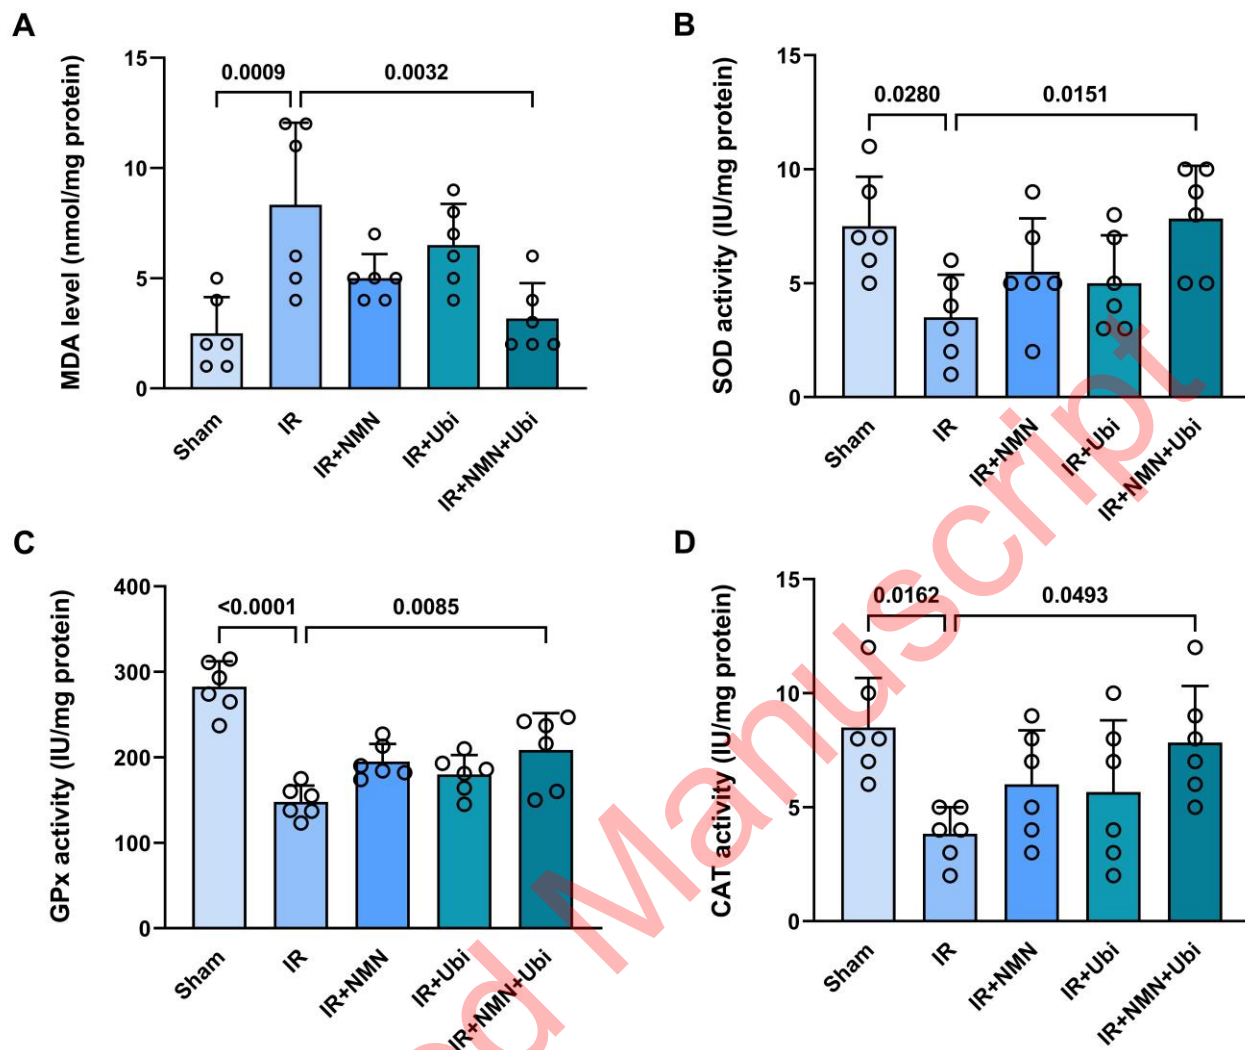 A
MDA level (nmol/mg protein)
15
10
5
0
0.0009
0.0032
Sham
IR
IR+NMN
IR+Ubi
IR+NMN+Ubi
B
SOD activity (IU/mg protein)
15
10
5
0
0.0280
0.0151
Sham
IR
IR+NMN
IR+Ubi
IR+NMN+Ubi
C
GPx activity (IU/mg protein)
400
300
200
100
0
<0.0001
0.0085
Sham
IR
IR+NMN
IR+Ubi
IR+NMN+Ubi
D
CAT activity (IU/mg protein)
15
10
5
0
0.0162
0.0493
Sham
IR
IR+NMN
IR+Ubi
IR+NMN+Ubi
ed Manuscript